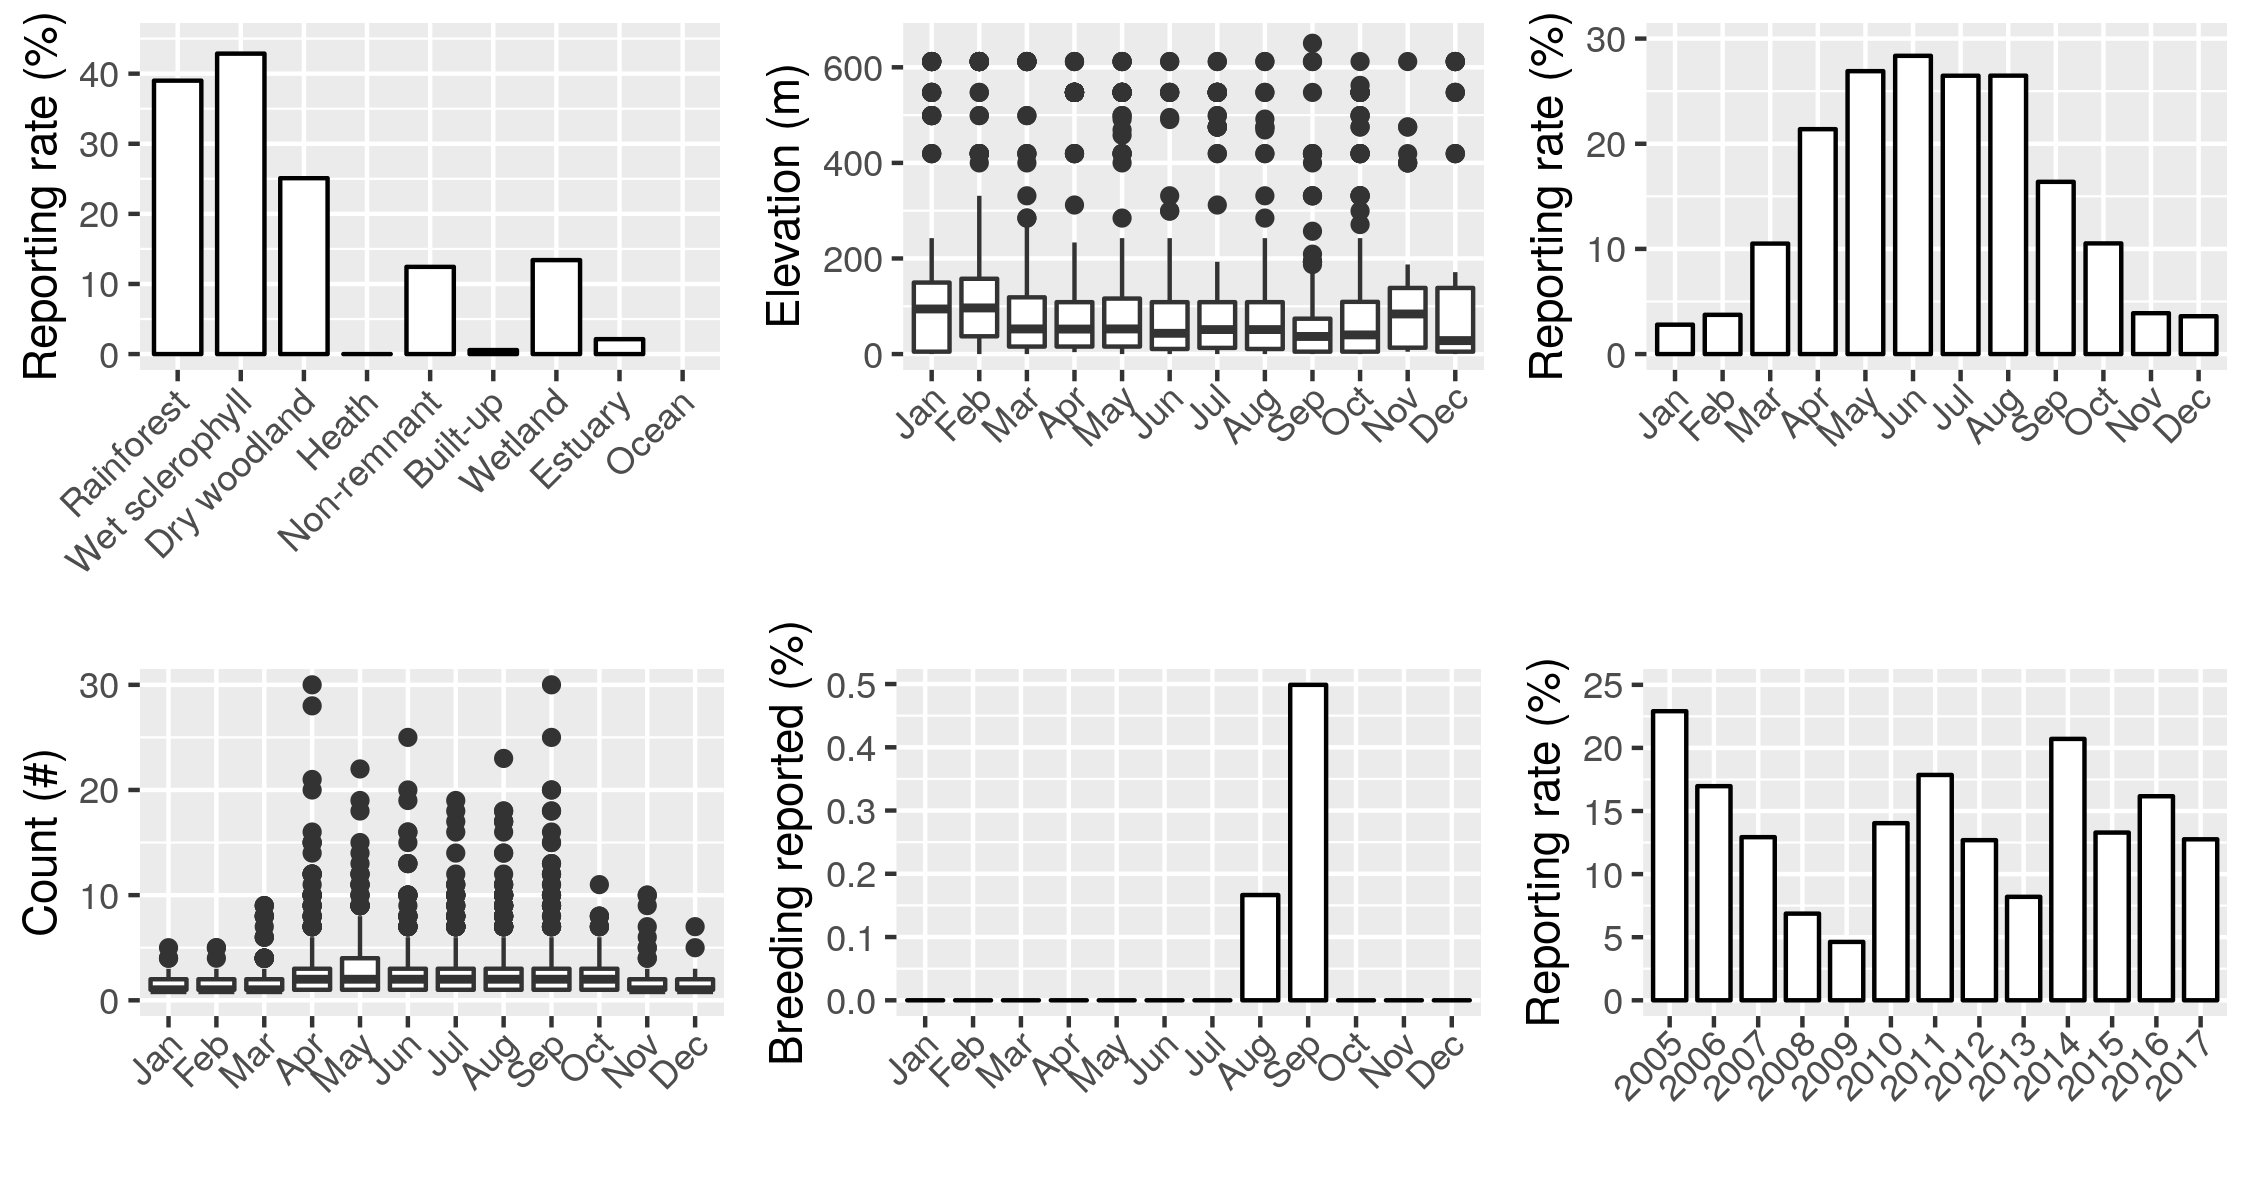 Reporting rate (%)
40
30
20
10
0
Rainforest
Wet sclerophyll
Dry woodland
Heath
Non-remnant
Built-up
Wetland
Estuary
Ocean
Elevation (m)
600
400
200
0
Jan
Feb
Mar
Apr
May
Jun
Jul
Aug
Sep
Oct
Nov
Dec
Reporting rate (%)
30
20
10
0
Jan
Feb
Mar
Apr
May
Jun
Jul
Aug
Sep
Oct
Nov
Dec
Count (#)
30
20
10
0
Jan
Feb
Mar
Apr
May
Jun
Jul
Aug
Sep
Oct
Nov
Dec
Breeding reported (%)
0.5
0.4
0.3
0.2
0.1
0.0
Jan
Feb
Mar
Apr
May
Jun
Jul
Aug
Sep
Oct
Nov
Dec
Reporting rate (%)
25
20
15
10
5
0
2005
2006
2007
2008
2009
2010
2011
2012
2013
2014
2015
2016
2017